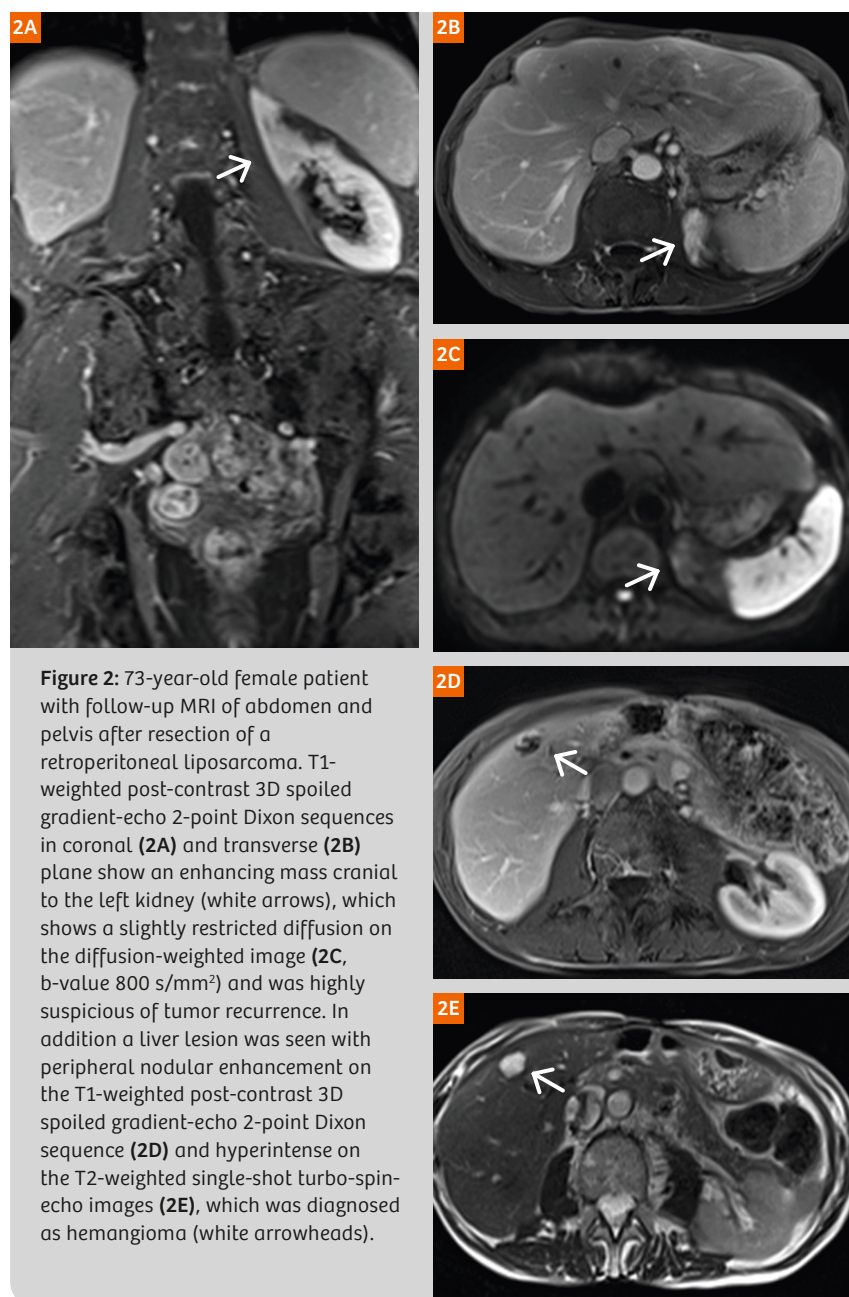 2A
2B
2C
2D
2E
Figure 2: 73-year-old female patient
with follow-up MRI of abdomen and
pelvis after resection of a
retroperitoneal liposarcoma. T1-
weighted post-contrast 3D spoiled
gradient-echo 2-point Dixon sequences
in coronal (2A) and transverse (2B)
plane show an enhancing mass cranial
to the left kidney (white arrows), which
shows a slightly restricted diffusion on
the diffusion-weighted image (2C,
b-value 800 s/mm²) and was highly
suspicious of tumor recurrence. In
addition a liver lesion was seen with
peripheral nodular enhancement on
the T1-weighted post-contrast 3D
spoiled gradient-echo 2-point Dixon
sequence (2D) and hyperintense on
the T2-weighted single-shot turbo-spin-
echo images (2E), which was diagnosed
as hemangioma (white arrowheads).